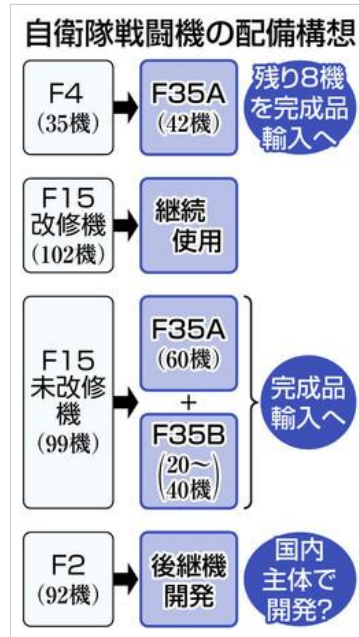 自衛隊戦闘機の配備構想
F4
(35機)
F35A
(42機)
残り8機
を完成品
輸入へ
F15
改修機
(102機)
継続
使用
F15
未改修
機
(99機)
F35A
(60機)
+
F35B
(20〜
40機)
完成品
輸入へ
F2
(92機)
後継機
開発
国内
主体で
開発?